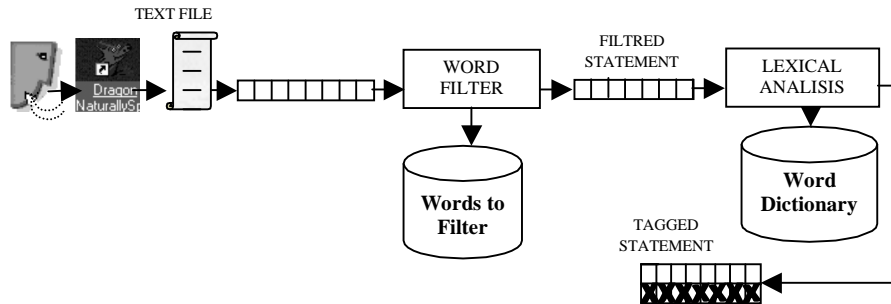 TEXT FILE
Dragon
NaturallySp
WORD
FILTER
FILTRED
STATEMENT
LEXICAL
ANALISIS
Words to
Filter
Word
Dictionary
TAGGED
STATEMENT
X X X X X X X